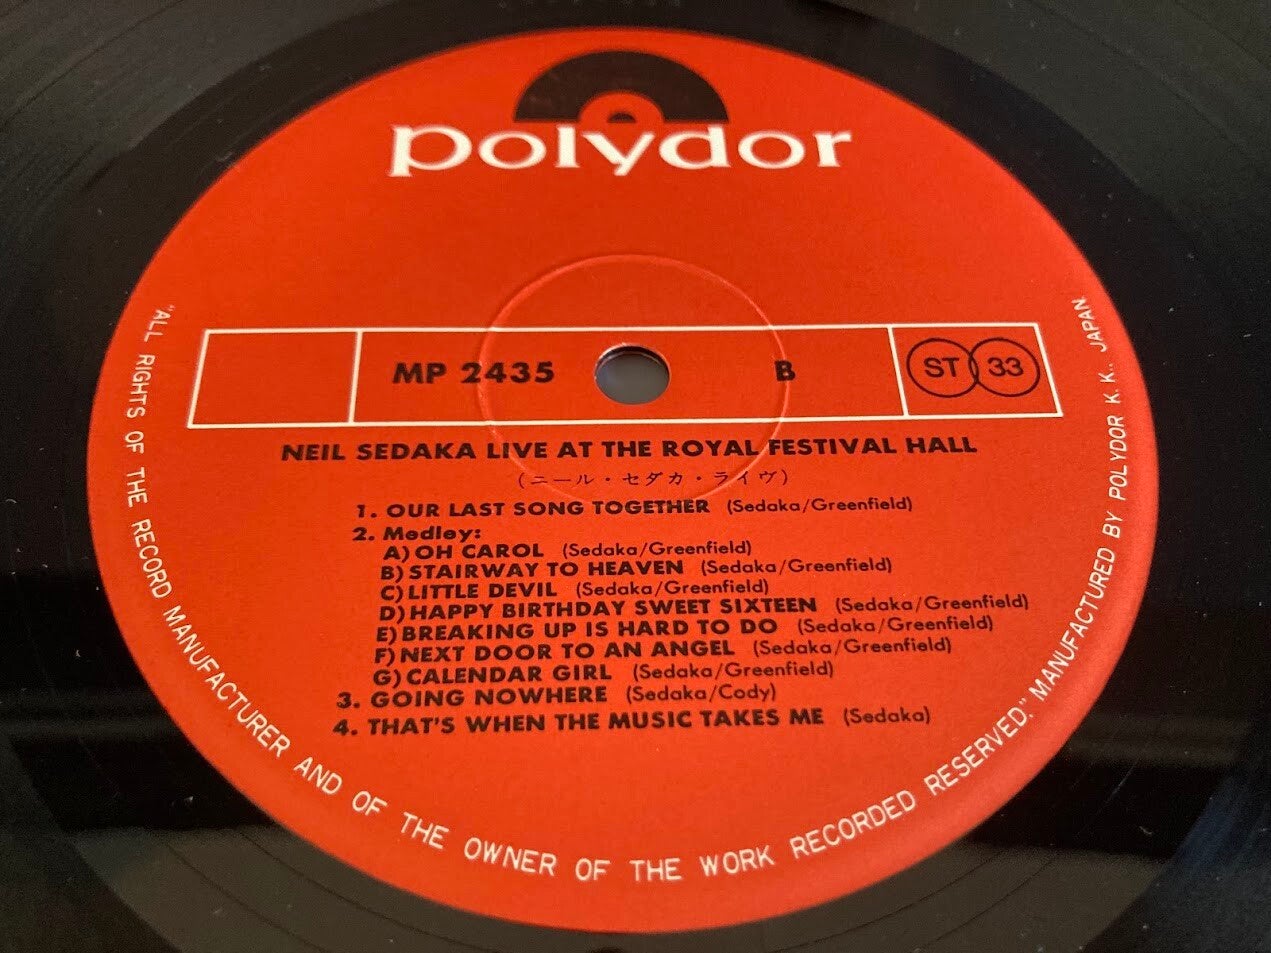 polydor
MP 2435 B ST 33
NEIL SEDAKA LIVE AT THE ROYAL FESTIVAL HALL
(ニール・セダカ・ライヴ)
1. OUR LAST SONG TOGETHER (Sedaka/Greenfield)
2. Medley:
A) OH CAROL (Sedaka/Greenfield)
B) STAIRWAY TO HEAVEN (Sedaka/Greenfield)
C) LITTLE DEVIL (Sedaka/Greenfield)
D) HAPPY BIRTHDAY SWEET SIXTEEN (Sedaka/Greenfield)
E) BREAKING UP IS HARD TO DO (Sedaka/Greenfield)
F) NEXT DOOR TO AN ANGEL (Sedaka/Greenfield)
G) CALENDAR GIRL (Sedaka/Greenfield)
3. GOING NOWHERE (Sedaka/Cody)
4. THAT'S WHEN THE MUSIC TAKES ME (Sedaka)
"ALL RIGHTS OF THE RECORD MANUFACTURER AND OF THE OWNER OF THE WORK RECORDED RESERVED." MANUFACTURED BY POLYDOR K.K., JAPAN